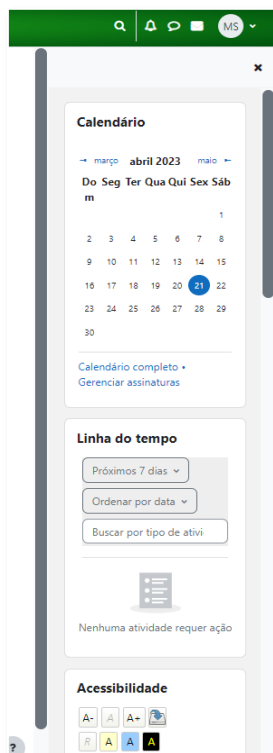 MS
Calendário
março abril 2023 maio
Dom Seg Ter Qua Qui Sex Sáb
1
2 3 4 5 6 7 8
9 10 11 12 13 14 15
16 17 18 19 20 21 22
23 24 25 26 27 28 29
30
Calendário completo •
Gerenciar assinaturas
Linha do tempo
Próximos 7 dias
Ordenar por data
Buscar por tipo de ativi
Nenhuma atividade requer ação
Acessibilidade
A- A A+
R A A A
?